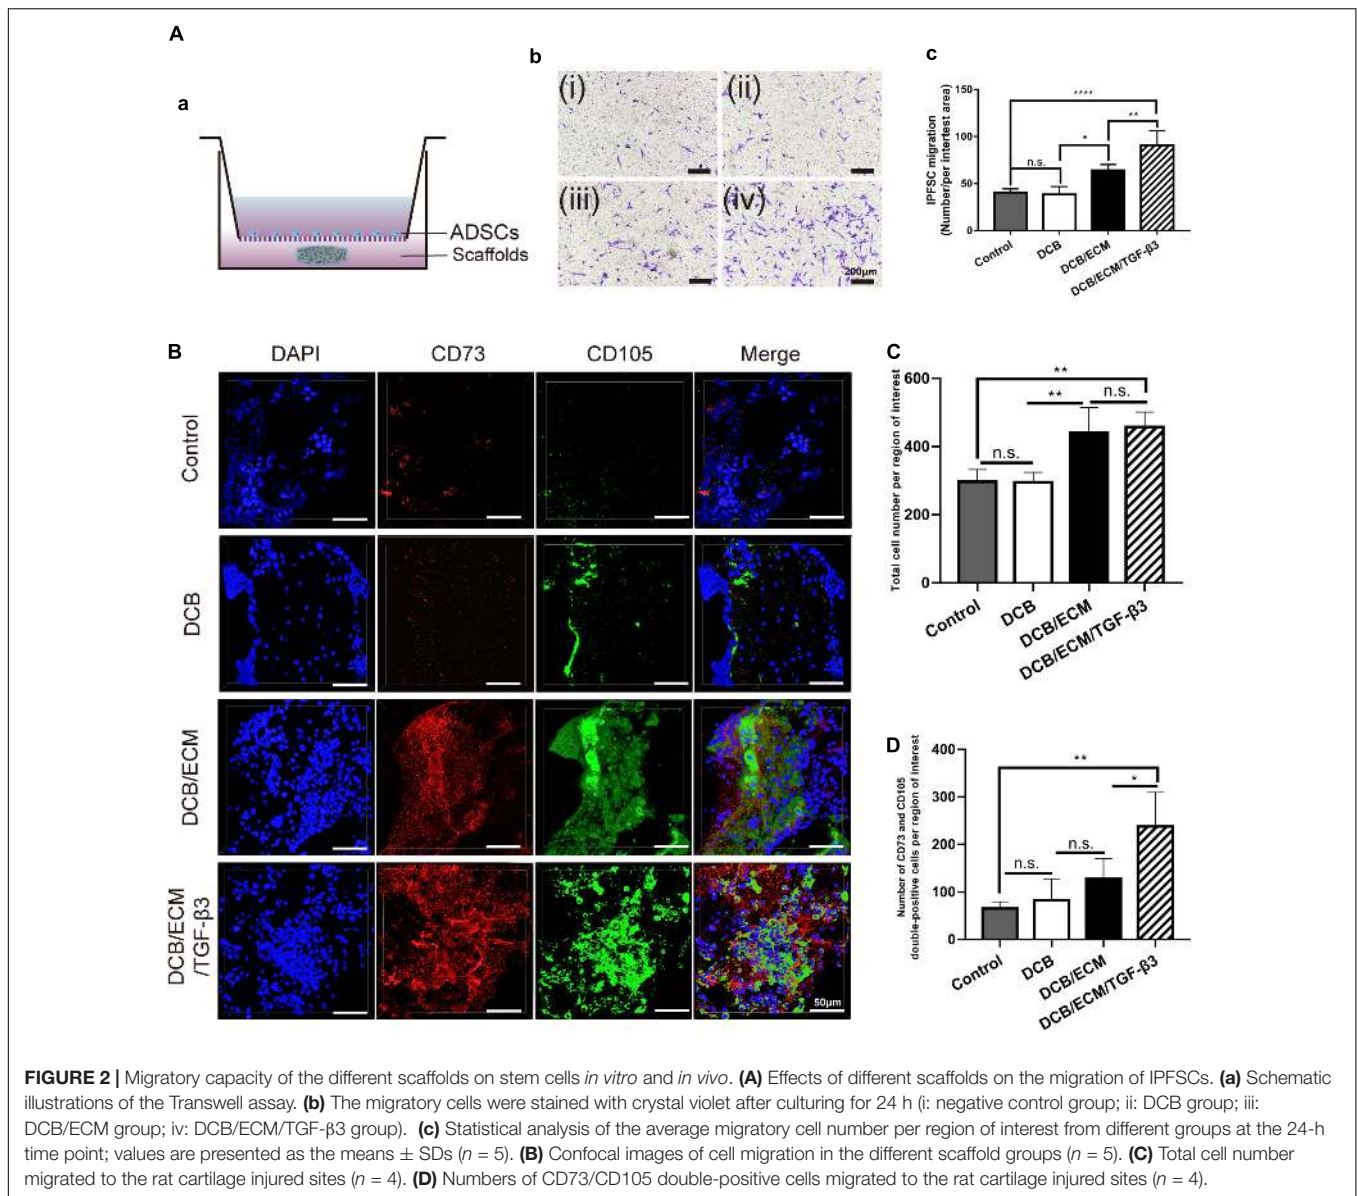 A
a
ADSCs
Scaffolds
b
(i)
(ii)
(iii)
(iv)
200μm
c
IPFSC migration
(Number/per interest area)
150
100
50
0
n.s.
*
**
****
Control
DCB
DCB/ECM
DCB/ECM/TGF-β3
B
DAPI
CD73
CD105
Merge
Control
DCB
DCB/ECM
DCB/ECM
/TGF-β3
50μm
C
Total cell number per region of interest
600
400
200
0
**
**
n.s.
n.s.
Control
DCB
DCB/ECM
DCB/ECM/TGF-β3
D
Number of CD73 and CD105
double-positive cells per region of interest
400
300
200
100
0
**
*
n.s.
n.s.
Control
DCB
DCB/ECM
DCB/ECM/TGF-β3
FIGURE 2 | Migratory capacity of the different scaffolds on stem cells in vitro and in vivo. (A) Effects of different scaffolds on the migration of IPFSCs. (a) Schematic
illustrations of the Transwell assay. (b) The migratory cells were stained with crystal violet after culturing for 24 h (i: negative control group; ii: DCB group; iii:
DCB/ECM group; iv: DCB/ECM/TGF-β3 group). (c) Statistical analysis of the average migratory cell number per region of interest from different groups at the 24-h
time point; values are presented as the means ± SDs (n = 5). (B) Confocal images of cell migration in the different scaffold groups (n = 5). (C) Total cell number
migrated to the rat cartilage injured sites (n = 4). (D) Numbers of CD73/CD105 double-positive cells migrated to the rat cartilage injured sites (n = 4).